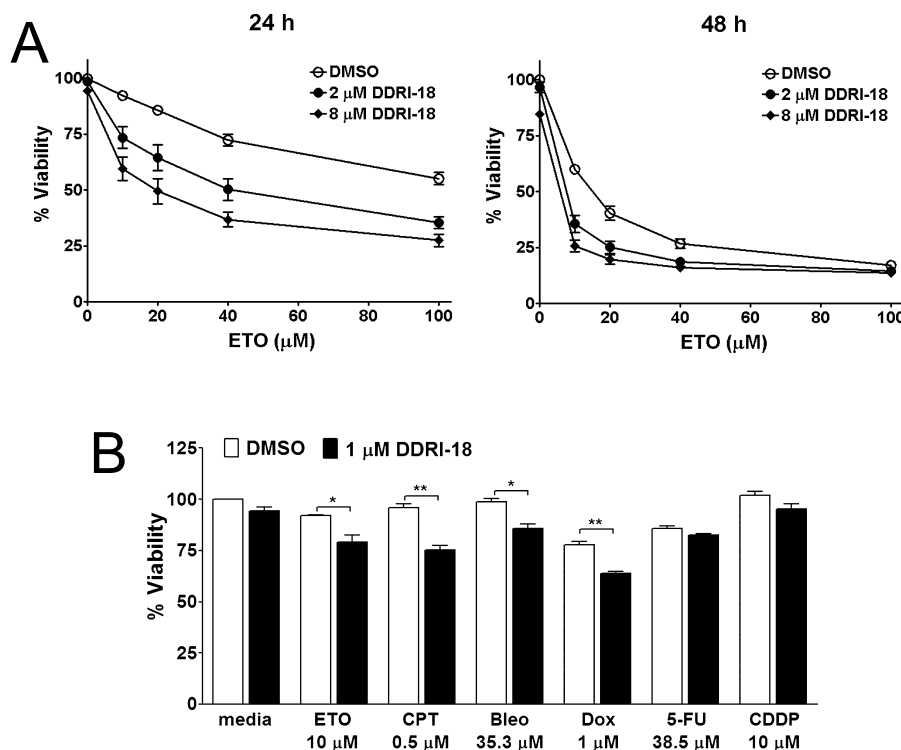 A
24 h
48 h
100
75
50
25
0
% Viability
DMSO
2 μM DDRI-18
8 μM DDRI-18
0 20 40 60 80 100
ETO (μM)
100
75
50
25
0
% Viability
DMSO
2 μM DDRI-18
8 μM DDRI-18
0 20 40 60 80 100
ETO (μM)
B
DMSO 1 μM DDRI-18
125
100
75
50
25
0
% Viability
* ** * **
media ETO CPT Bleo Dox 5-FU CDDP
10 μM 0.5 μM 35.3 μM 1 μM 38.5 μM 10 μM